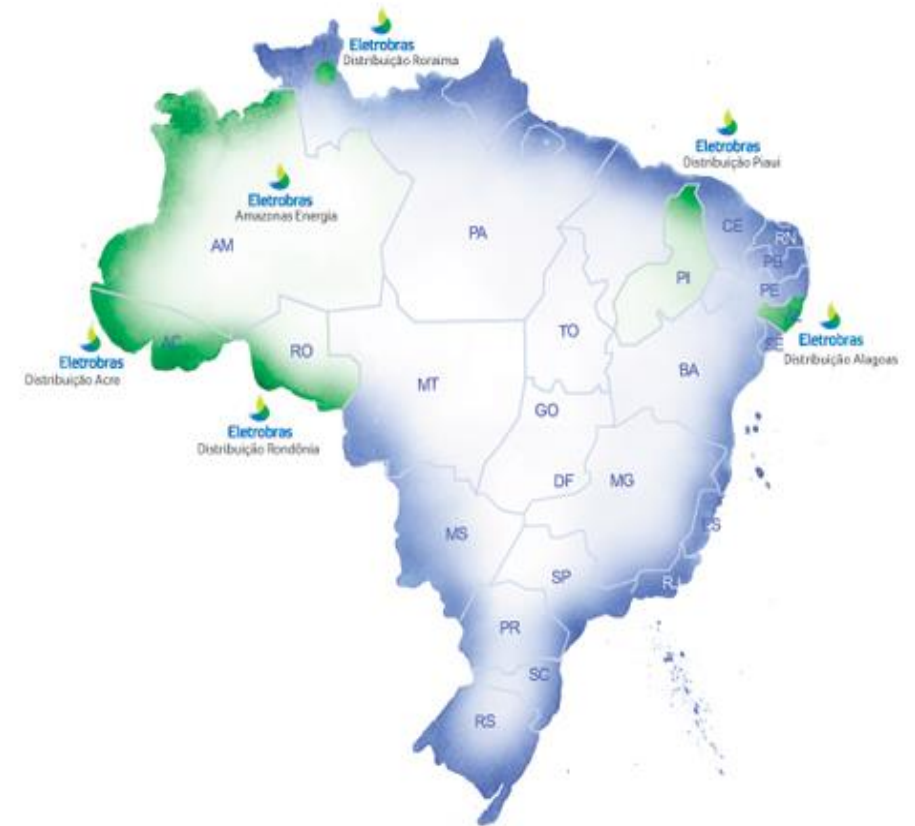 Eletrobras
Distribuição Roraima
Eletrobras
Distribuição Piauí
Eletrobras
Amazonas Energia
AM
PA
CE
RN
PB
PE
PI
AC
RO
TO
SE
Eletrobras
Distribuição Alagoas
Eletrobras
Distribuição Acre
MT
BA
GO
Eletrobras
Distribuição Rondônia
DF
MG
ES
MS
SP
RJ
PR
SC
RS